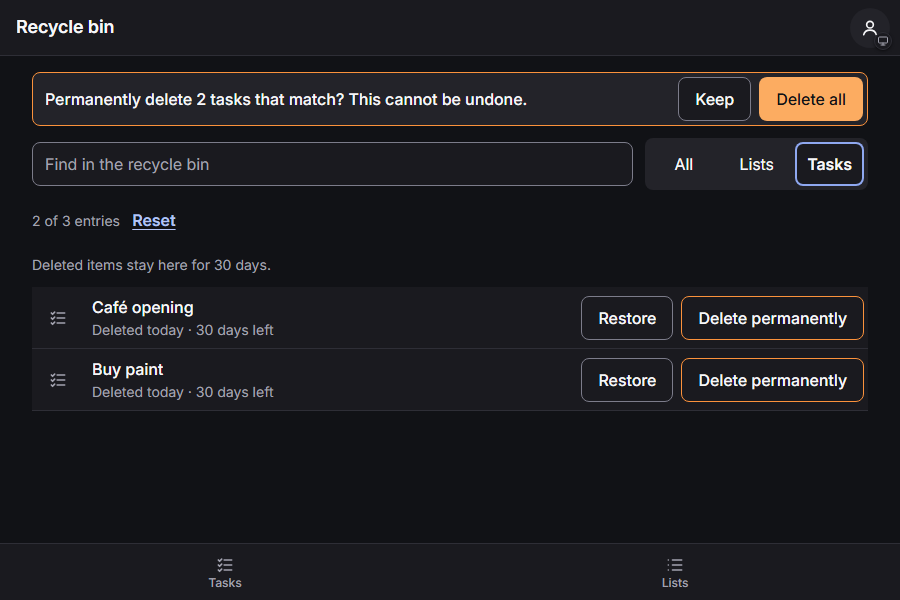 Recycle bin
Permanently delete 2 tasks that match? This cannot be undone.
Keep
Delete all
Find in the recycle bin
All
Lists
Tasks
2 of 3 entries
Reset
Deleted items stay here for 30 days.
Café opening
Deleted today · 30 days left
Restore
Delete permanently
Buy paint
Deleted today · 30 days left
Restore
Delete permanently
Tasks
Lists